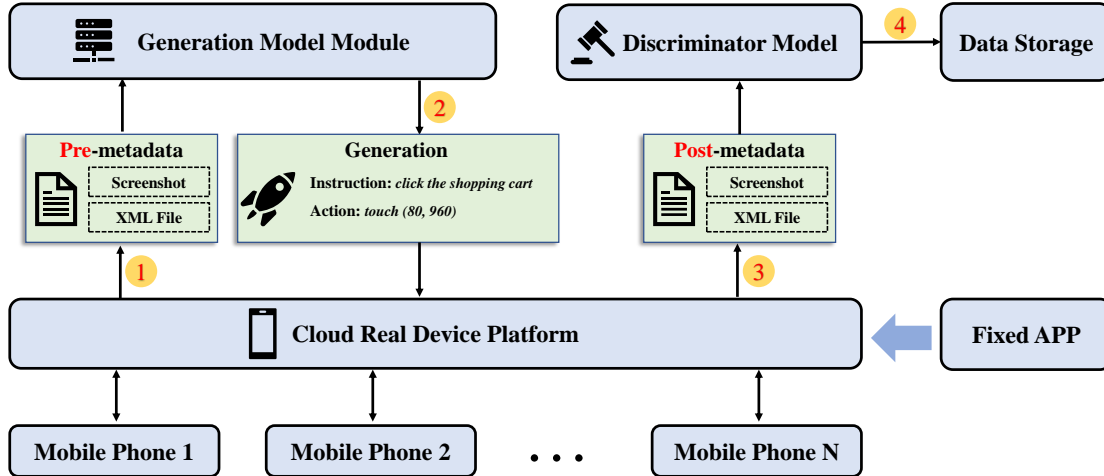 Generation Model Module
Discriminator Model
4
Data Storage
2
Pre-metadata
Screenshot
XML File
Generation
Instruction: click the shopping cart
Action: touch (80, 960)
Post-metadata
Screenshot
XML File
1
3
Cloud Real Device Platform
Fixed APP
Mobile Phone 1
Mobile Phone 2
...
Mobile Phone N